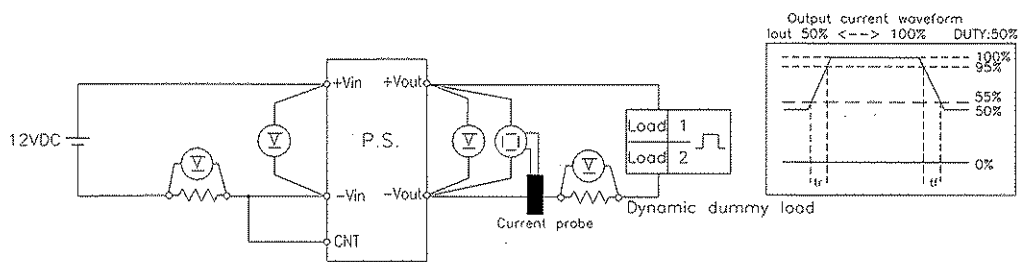 Output current waveform
Iout 50% <--> 100% DUTY:50%
100%
95%
55%
50%
0%
tr
tf
+Vin
+Vout
12VDC
V
V
P.S.
V
V
Load 1
Load 2
-Vin
-Vout
CNT
Current probe
Dynamic dummy load